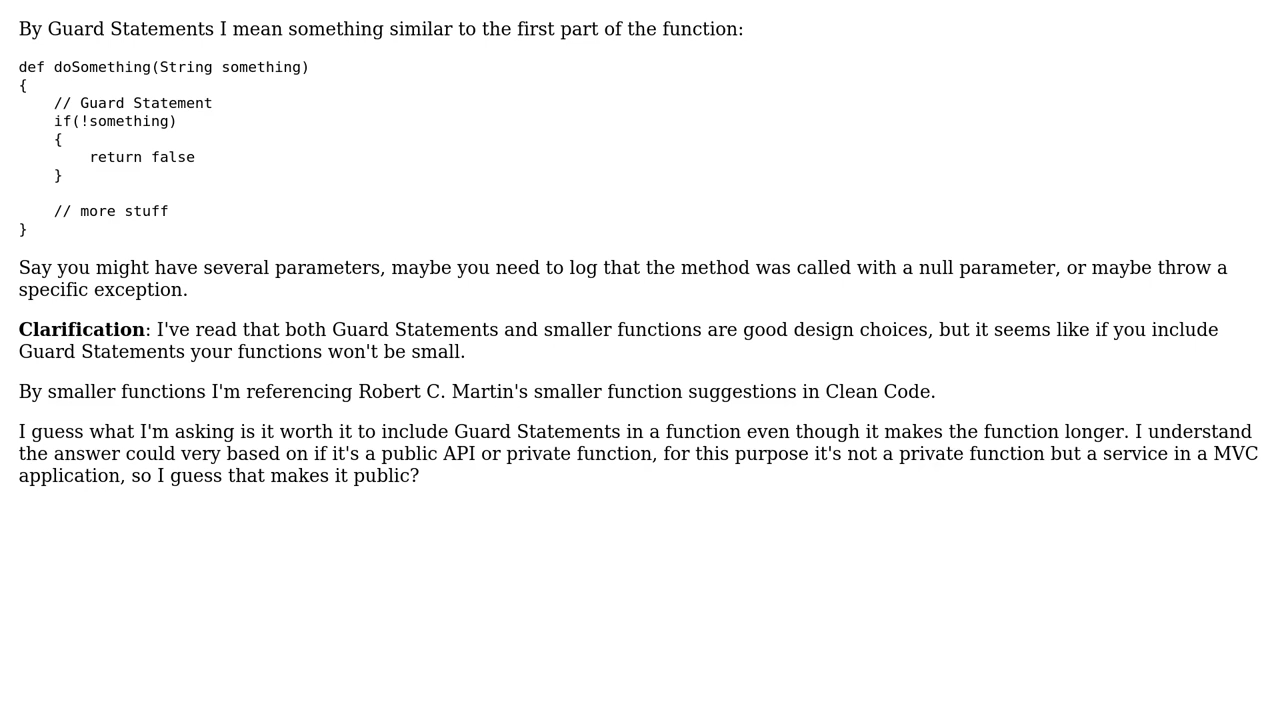 By Guard Statements I mean something similar to the first part of the function:
def doSomething(String something)
{
    // Guard Statement
    if(!something)
    {
        return false
    }

    // more stuff
}
Say you might have several parameters, maybe you need to log that the method was called with a null parameter, or maybe throw a
specific exception.
Clarification: I've read that both Guard Statements and smaller functions are good design choices, but it seems like if you include
Guard Statements your functions won't be small.
By smaller functions I'm referencing Robert C. Martin's smaller function suggestions in Clean Code.
I guess what I'm asking is it worth it to include Guard Statements in a function even though it makes the function longer. I understand
the answer could very based on if it's a public API or private function, for this purpose it's not a private function but a service in a MVC
application, so I guess that makes it public?